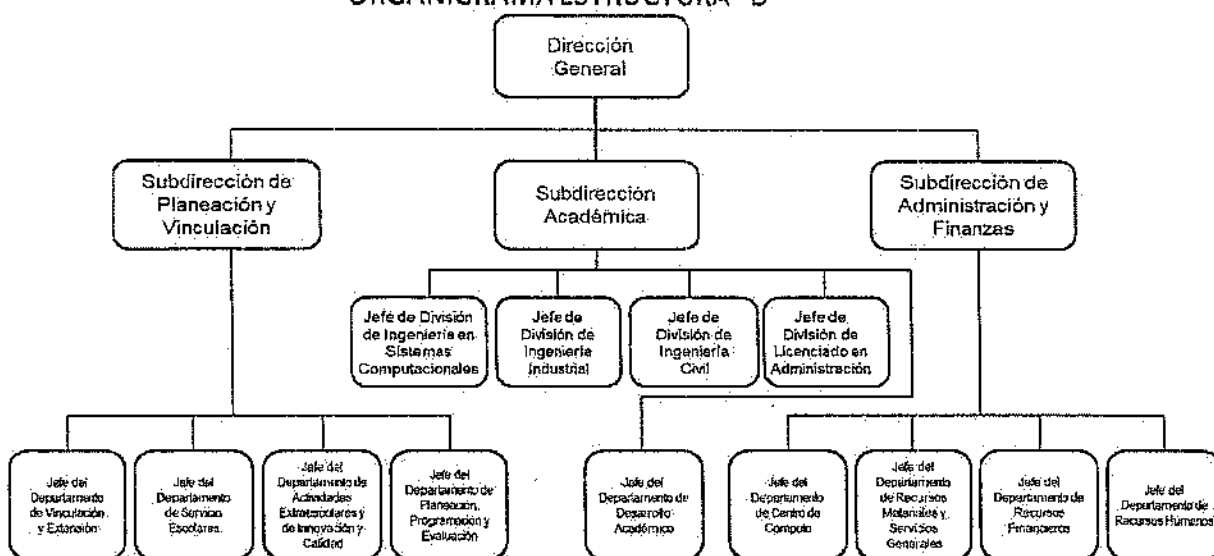 ORGANIGRAMA ESTRUCTURA "B"
Dirección
General
Subdirección de
Planeación y
Vinculación
Subdirección
Académica
Subdirección de
Administración y
Finanzas
Jefe de División
de Ingeniería en
Sistemas
Computacionales
Jefe de
División de
Ingeniería
Industrial
Jefe de
División de
Ingeniería
Civil
Jefe de
División de
Licenciado en
Administración
Jefe del
Departamento
de Vinculación
y Extensión
Jefe del
Departamento
de Servicio
Escolares
Jefe del
Departamento de
Actividades
Extraescolares y
de Innovación y
Calidad
Jefe del
Departamento de
Planeación,
Programación y
Evaluación
Jefe del
Departamento de
Desarrollo
Académico
Jefe del
Departamento
de Centro de
Computo
Jefe del
Departamento
de Recursos
Materiales y
Servicios
Generales
Jefe del
Departamento de
Recursos
Financieros
Jefe del
Departamento de
Recursos Humanos